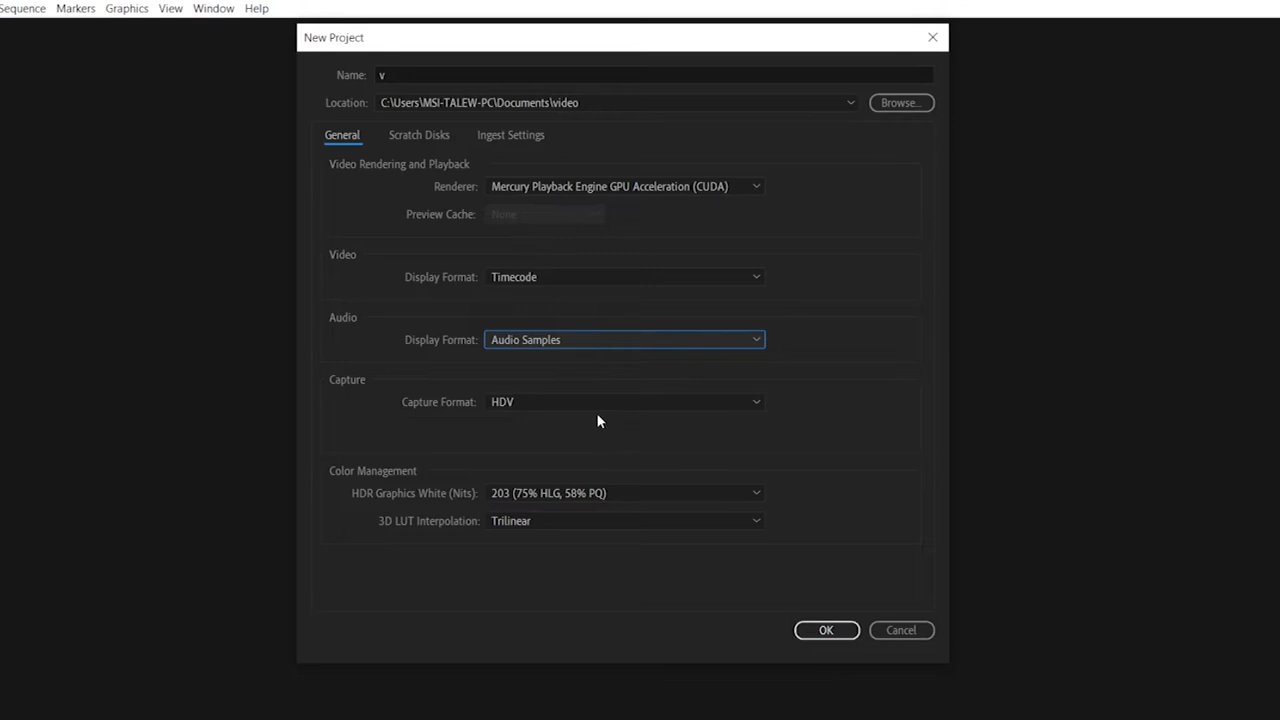 Sequence Markers Graphics View Window Help
New Project
Name: v
Location: C:\Users\MSI-TALEW-PC\Documents\video Browse...
General Scratch Disks Ingest Settings
Video Rendering and Playback
Renderer: Mercury Playback Engine GPU Acceleration (CUDA)
Preview Cache: None
Video
Display Format: Timecode
Audio
Display Format: Audio Samples
Capture
Capture Format: HDV
Color Management
HDR Graphics White (Nits): 203 (75% HLG, 58% PQ)
3D LUT Interpolation: Trilinear
OK Cancel